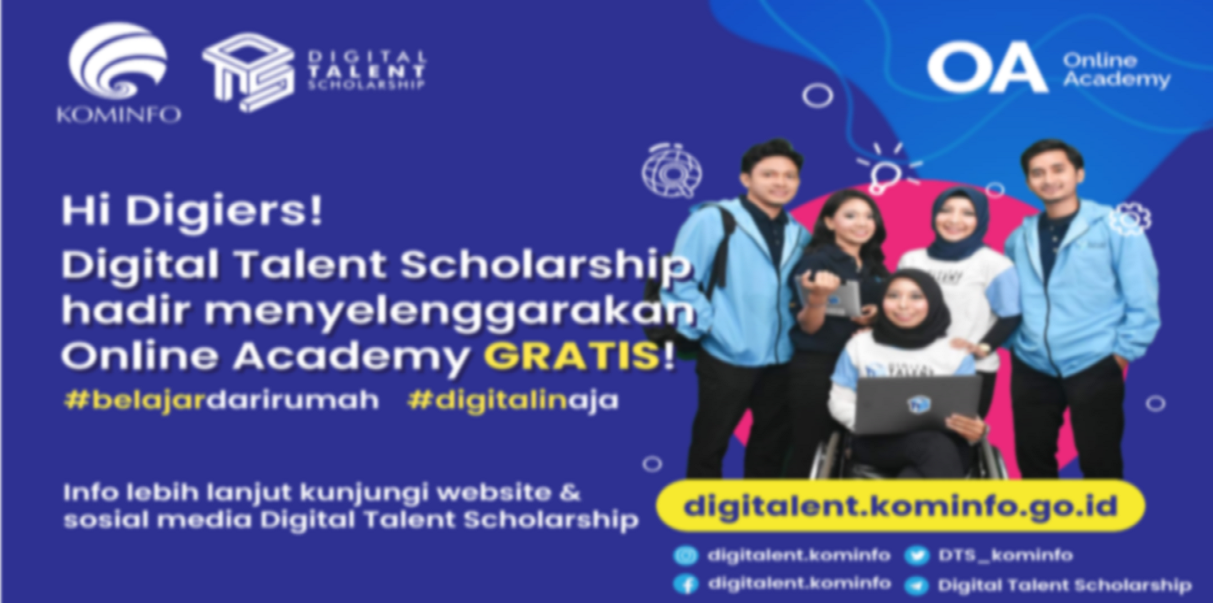 KOMINFO
DIGITAL
TALENT
SCHOLARSHIP
OA Online
Academy
Hi Digiers!
Digital Talent Scholarship
hadir menyelenggarakan
Online Academy GRATIS!
#belajardarirumah #digitalinaja
Info lebih lanjut kunjungi website &
sosial media Digital Talent Scholarship
digitalent.kominfo.go.id
digitalent.kominfo DTS_kominfo
digitalent.kominfo Digital Talent Scholarship